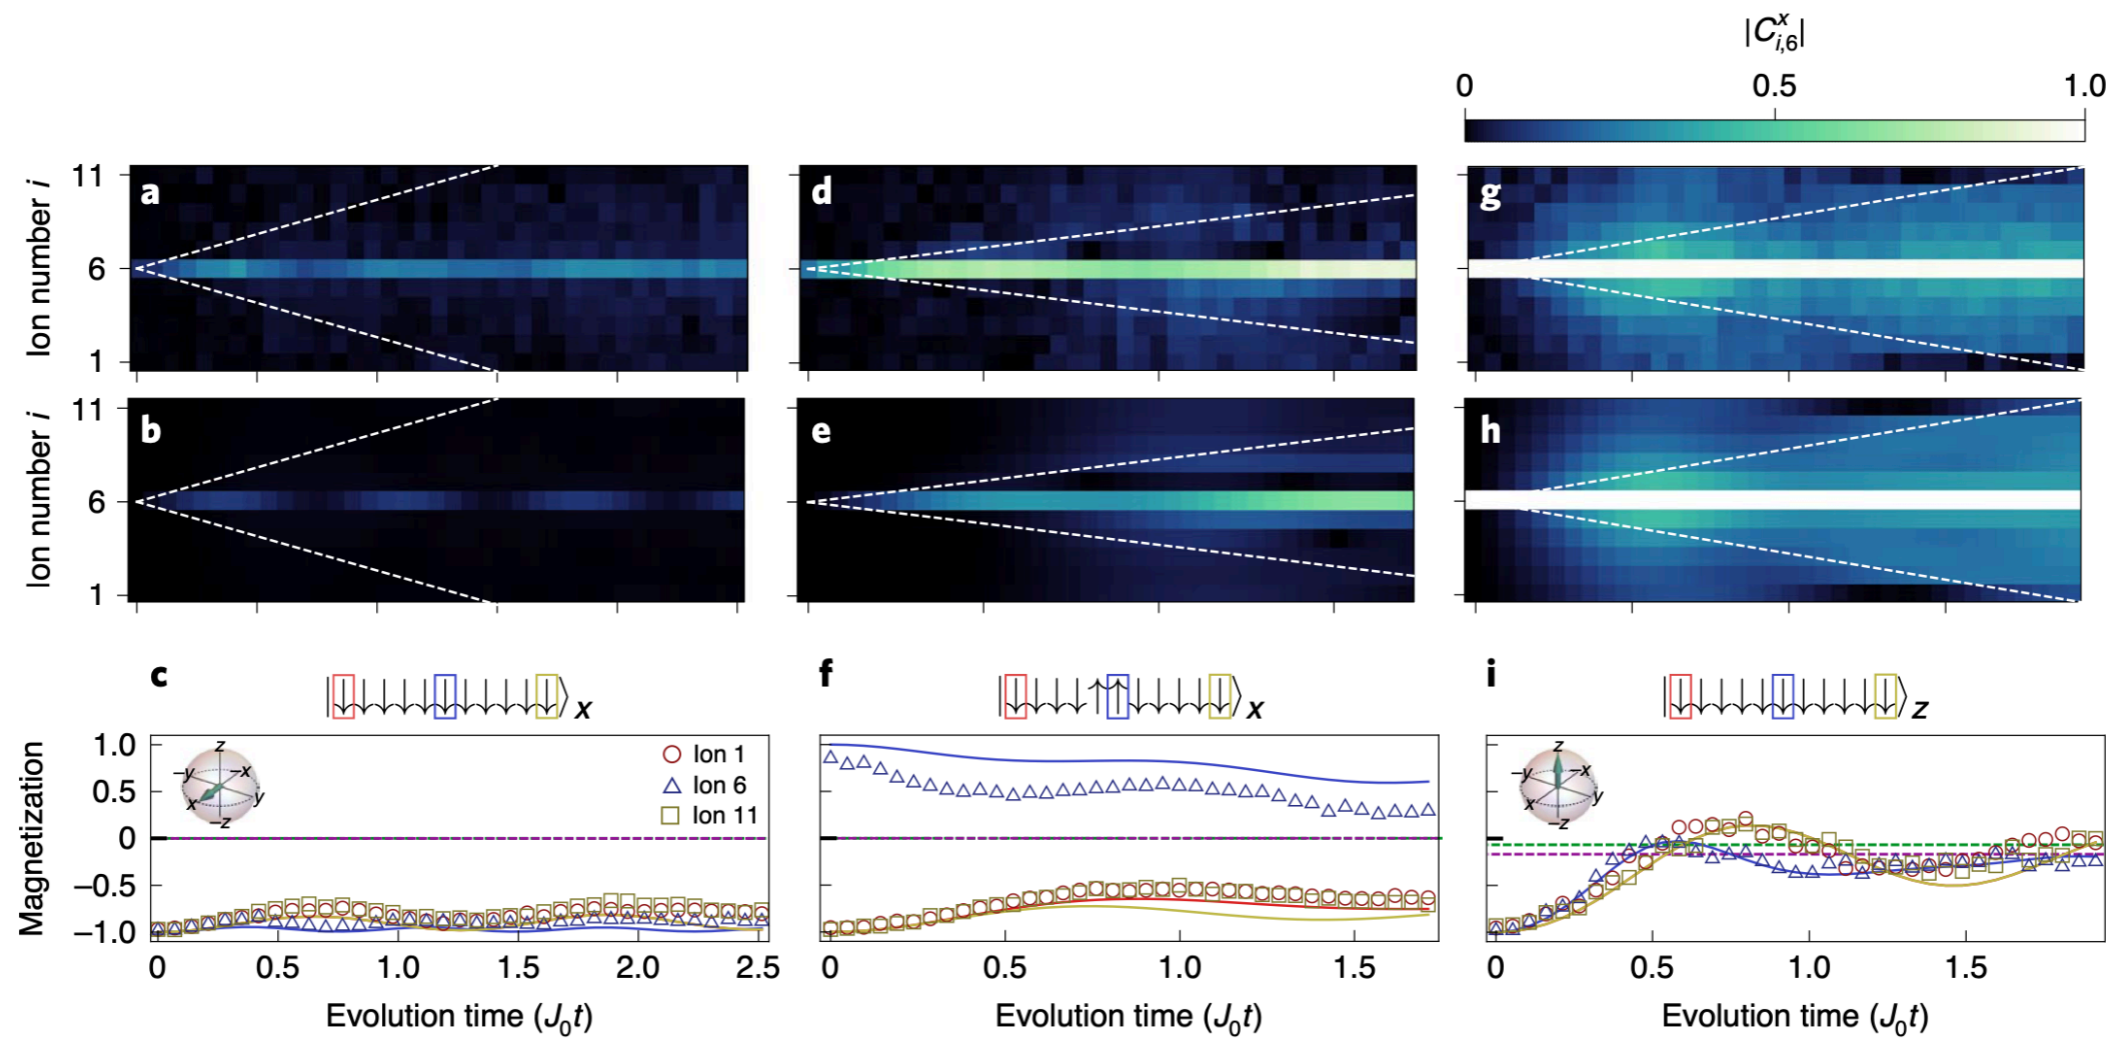 |Cˣᵢ,₆|
0 0.5 1.0
Ion number i
11
6
1
a
d
g
Ion number i
11
6
1
b
e
h
c
x
f
x
i
z
Magnetization
1.0
0.5
0
−0.5
−1.0
z
−y −x
x y
−z
Ion 1
Ion 6
Ion 11
z
−y −x
x y
−z
0 0.5 1.0 1.5 2.0 2.5
0 0.5 1.0 1.5
0 0.5 1.0 1.5
Evolution time (J₀t)
Evolution time (J₀t)
Evolution time (J₀t)